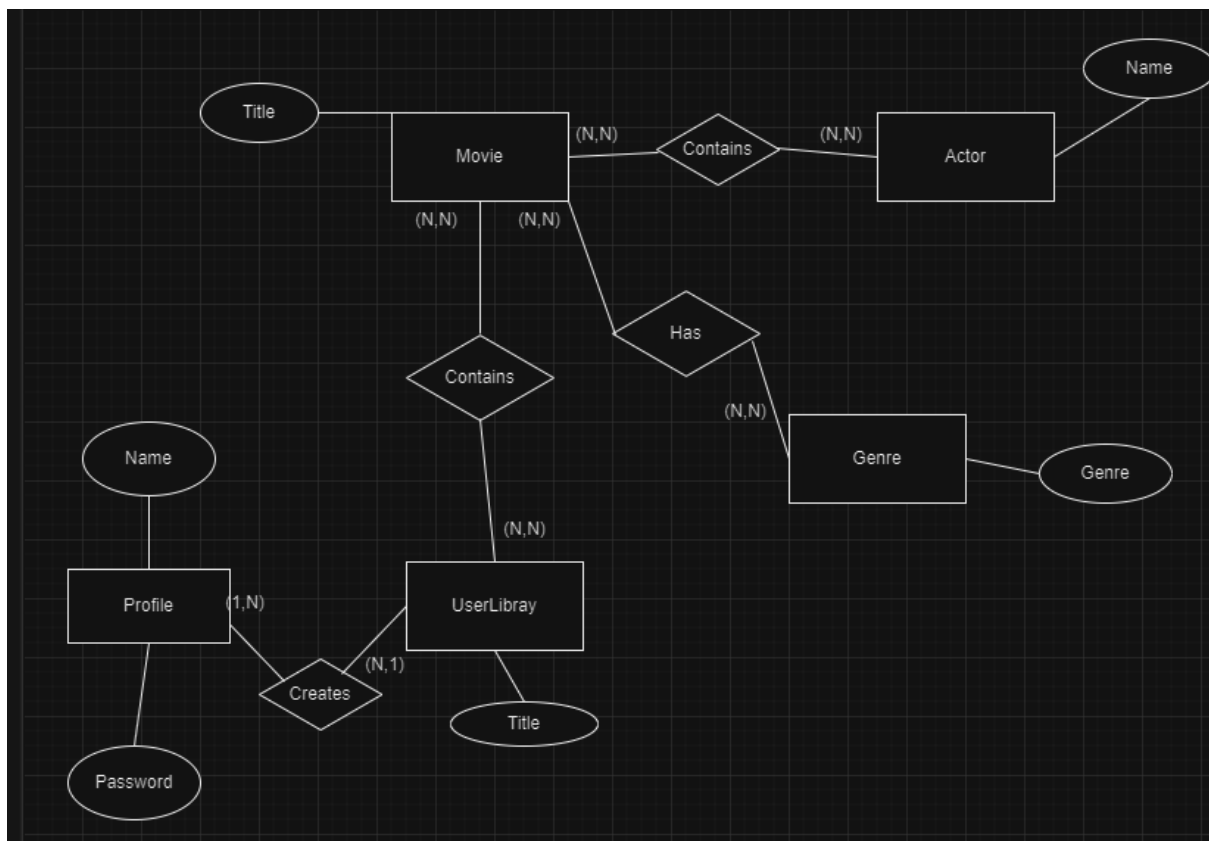 Name
Title
Movie
(N,N)
Contains
(N,N)
Actor
(N,N)
(N,N)
Has
Contains
(N,N)
Name
Genre
Genre
(N,N)
Profile
(1,N)
UserLibray
(N,1)
Creates
Title
Password